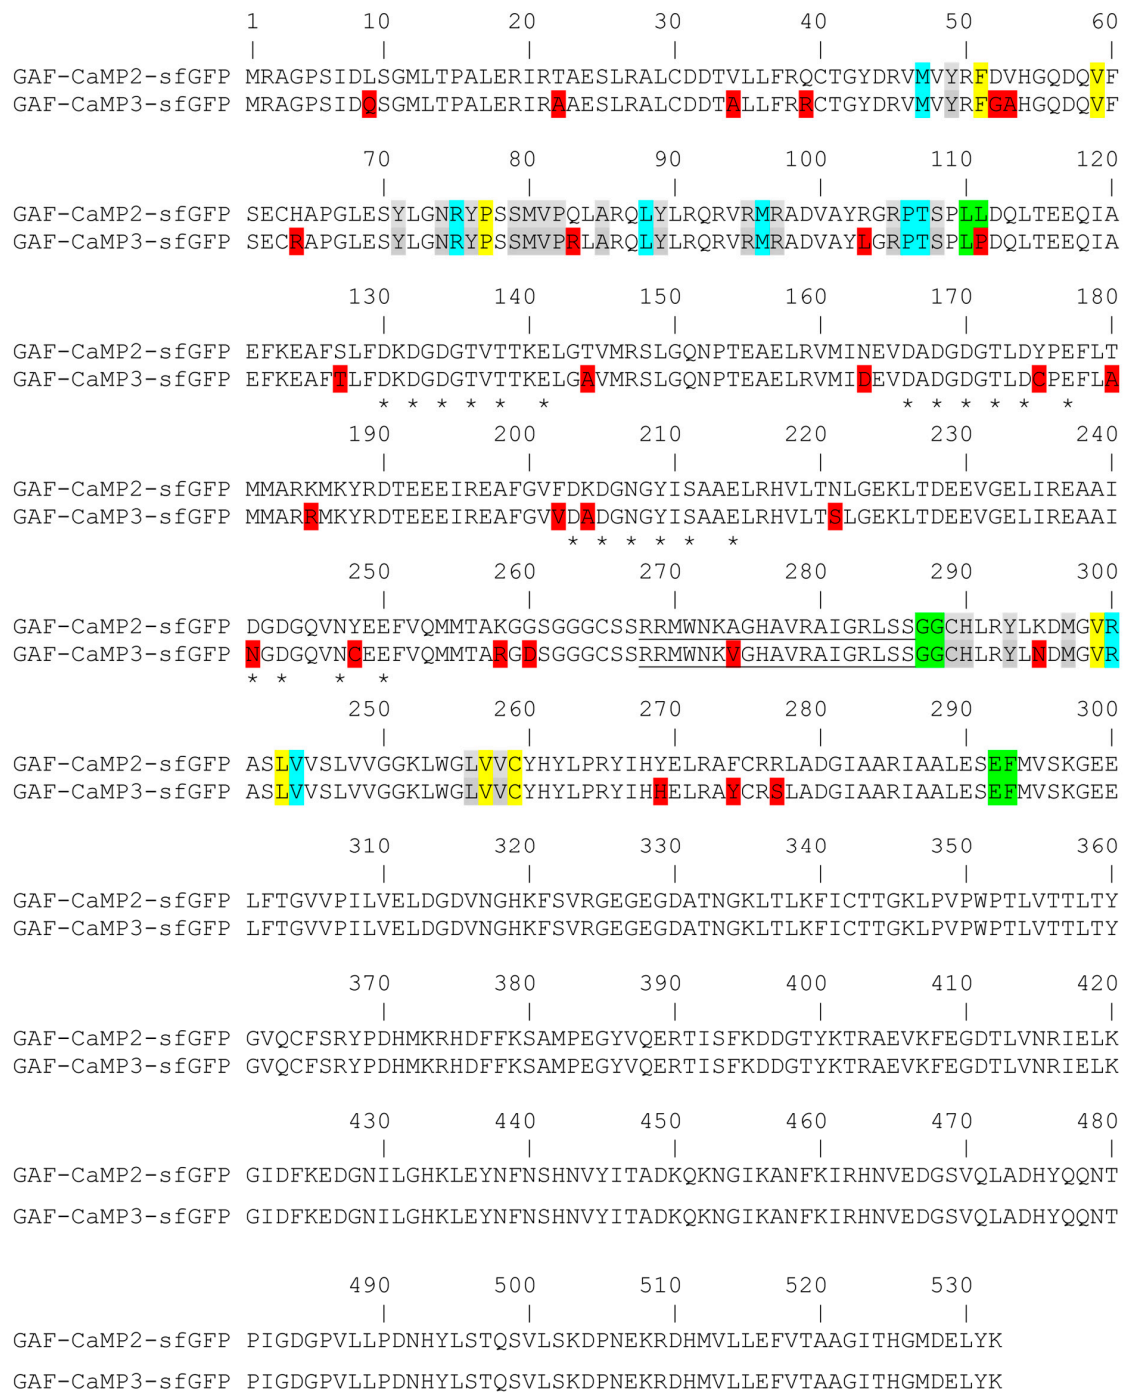 1 10 20 30 40 50 60
| | | | | | |
GAF-CaMP2-sfGFP MRAGPSIDLSGMLTPALERIRTAESLRALCDDTVLLFRQCTGYDRVMVYRFDVHGQDQVF
GAF-CaMP3-sfGFP MRAGPSIDQSGMLTPALERIRAAESLRALCDDTALLFRRCTGYDRVMVYRFGAHGQDQVF
70 80 90 100 110 120
| | | | | |
GAF-CaMP2-sfGFP SECHAPGLESYLGNRYPSSMVPQLARQLYLRQRVRMRADVAYRGRPTSPLLDQLTEEQIA
GAF-CaMP3-sfGFP SECRAPGLESYLGNRYPSSMVPRLARQLYLRQRVRMRADVAYLGRPTSPLPDQLTEEQIA
130 140 150 160 170 180
| | | | | |
GAF-CaMP2-sfGFP EFKEAFSLFDKDGDGTVTTKELGTVMRSLGQNPTEAELRVMINEVDADGDGTLDYPEFLT
GAF-CaMP3-sfGFP EFKEAFTLFDKDGDGTVTTKELGAVMRSLGQNPTEAELRVMIDEVDADGDGTLDCPEFLA
* * * * * * * * * * * *
190 200 210 220 230 240
| | | | | |
GAF-CaMP2-sfGFP MMARKMKYRDTEEEIREAFGVFDKDGNGYISAAELRHVLTNLGEKLTDEEVGELIREAAI
GAF-CaMP3-sfGFP MMARRMKYRDTEEEIREAFGVVDADGNGYISAAELRHVLTSLGEKLTDEEVGELIREAAI
* * * * * *
250 260 270 280 290 300
| | | | | |
GAF-CaMP2-sfGFP DGDGQVNYEEFVQMMTAKGGSGGGCSSRRMWNKAGHAVRAIGRLSSGGCHLRYLKDMGVR
GAF-CaMP3-sfGFP NGDGQVNCEEFVQMMTARGDSGGGCSSRRMWNKVGHAVRAIGRLSSGGCHLRYLNDMGVR
* * * *
250 260 270 280 290 300
| | | | | |
GAF-CaMP2-sfGFP ASLVVSLVVGGKLWGLVVCYHYLPRYIHYELRAFCRRLADGIAARIAALESEFMVSKGEE
GAF-CaMP3-sfGFP ASLVVSLVVGGKLWGLVVCYHYLPRYIHHELRAYCRSLADGIAARIAALESEFMVSKGEE
310 320 330 340 350 360
| | | | | |
GAF-CaMP2-sfGFP LFTGVVPILVELDGDVNGHKFSVRGEGEGDATNGKLTLKFICTTGKLPVPWPTLVTTLTY
GAF-CaMP3-sfGFP LFTGVVPILVELDGDVNGHKFSVRGEGEGDATNGKLTLKFICTTGKLPVPWPTLVTTLTY
370 380 390 400 410 420
| | | | | |
GAF-CaMP2-sfGFP GVQCFSRYPDHMKRHDFFKSAMPEGYVQERTISFKDDGTYKTRAEVKFEGDTLVNRIELK
GAF-CaMP3-sfGFP GVQCFSRYPDHMKRHDFFKSAMPEGYVQERTISFKDDGTYKTRAEVKFEGDTLVNRIELK
430 440 450 460 470 480
| | | | | |
GAF-CaMP2-sfGFP GIDFKEDGNILGHKLEYNFNSHNVYITADKQKNGIKANFKIRHNVEDGSVQLADHYQQNT
GAF-CaMP3-sfGFP GIDFKEDGNILGHKLEYNFNSHNVYITADKQKNGIKANFKIRHNVEDGSVQLADHYQQNT
490 500 510 520 530
| | | | |
GAF-CaMP2-sfGFP PIGDGPVLLPDNHYLSTQSVLSKDPNEKRDHMVLLEFVTAAGITHGMDELYK
GAF-CaMP3-sfGFP PIGDGPVLLPDNHYLSTQSVLSKDPNEKRDHMVLLEFVTAAGITHGMDELYK